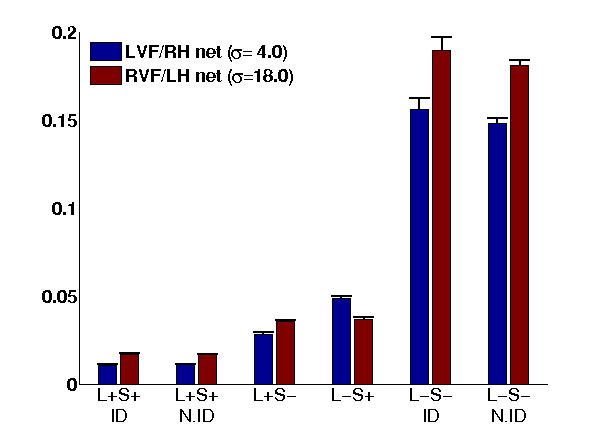 0.2
LVF/RH net (σ= 4.0)
RVF/LH net (σ=18.0)
0.15
0.1
0.05
0
L+S+ L+S+ L+S− L−S+ L−S− L−S−
ID N.ID ID N.ID